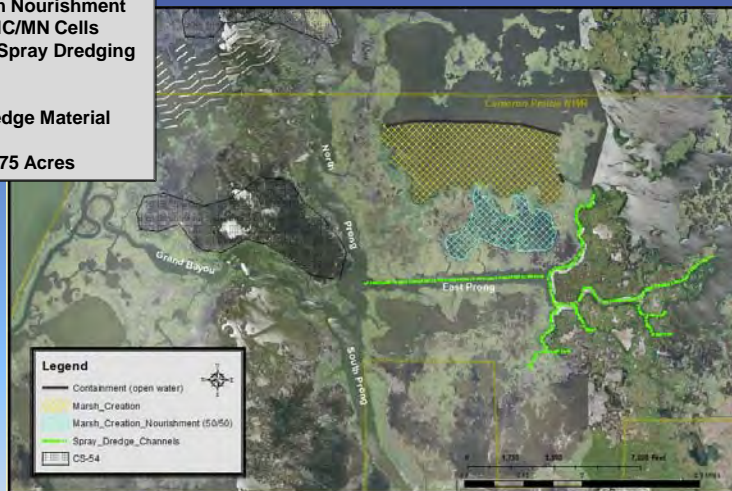 n Nourishment
IC/MN Cells
Spray Dredging
edge Material
75 Acres
Cameron Prairie NWR
North
Prong
Grand Bayou
East Prong
South Prong
Legend
Containment (open water)
Marsh_Creation
Marsh_Creation_Nourishment (50/50)
Spray_Dredge_Channels
CS-54